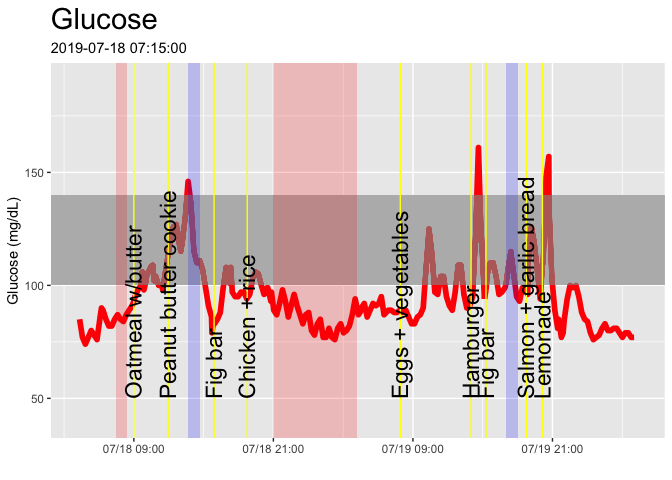 Glucose
2019-07-18 07:15:00
Glucose (mg/dL)
150
100
50
Oatmeal w/butter
Peanut butter cookie
Fig bar
Chicken + rice
Eggs + vegetables
Hamburger
Fig bar
Salmon + garlic bread
Lemonade
07/18 09:00
07/18 21:00
07/19 09:00
07/19 21:00